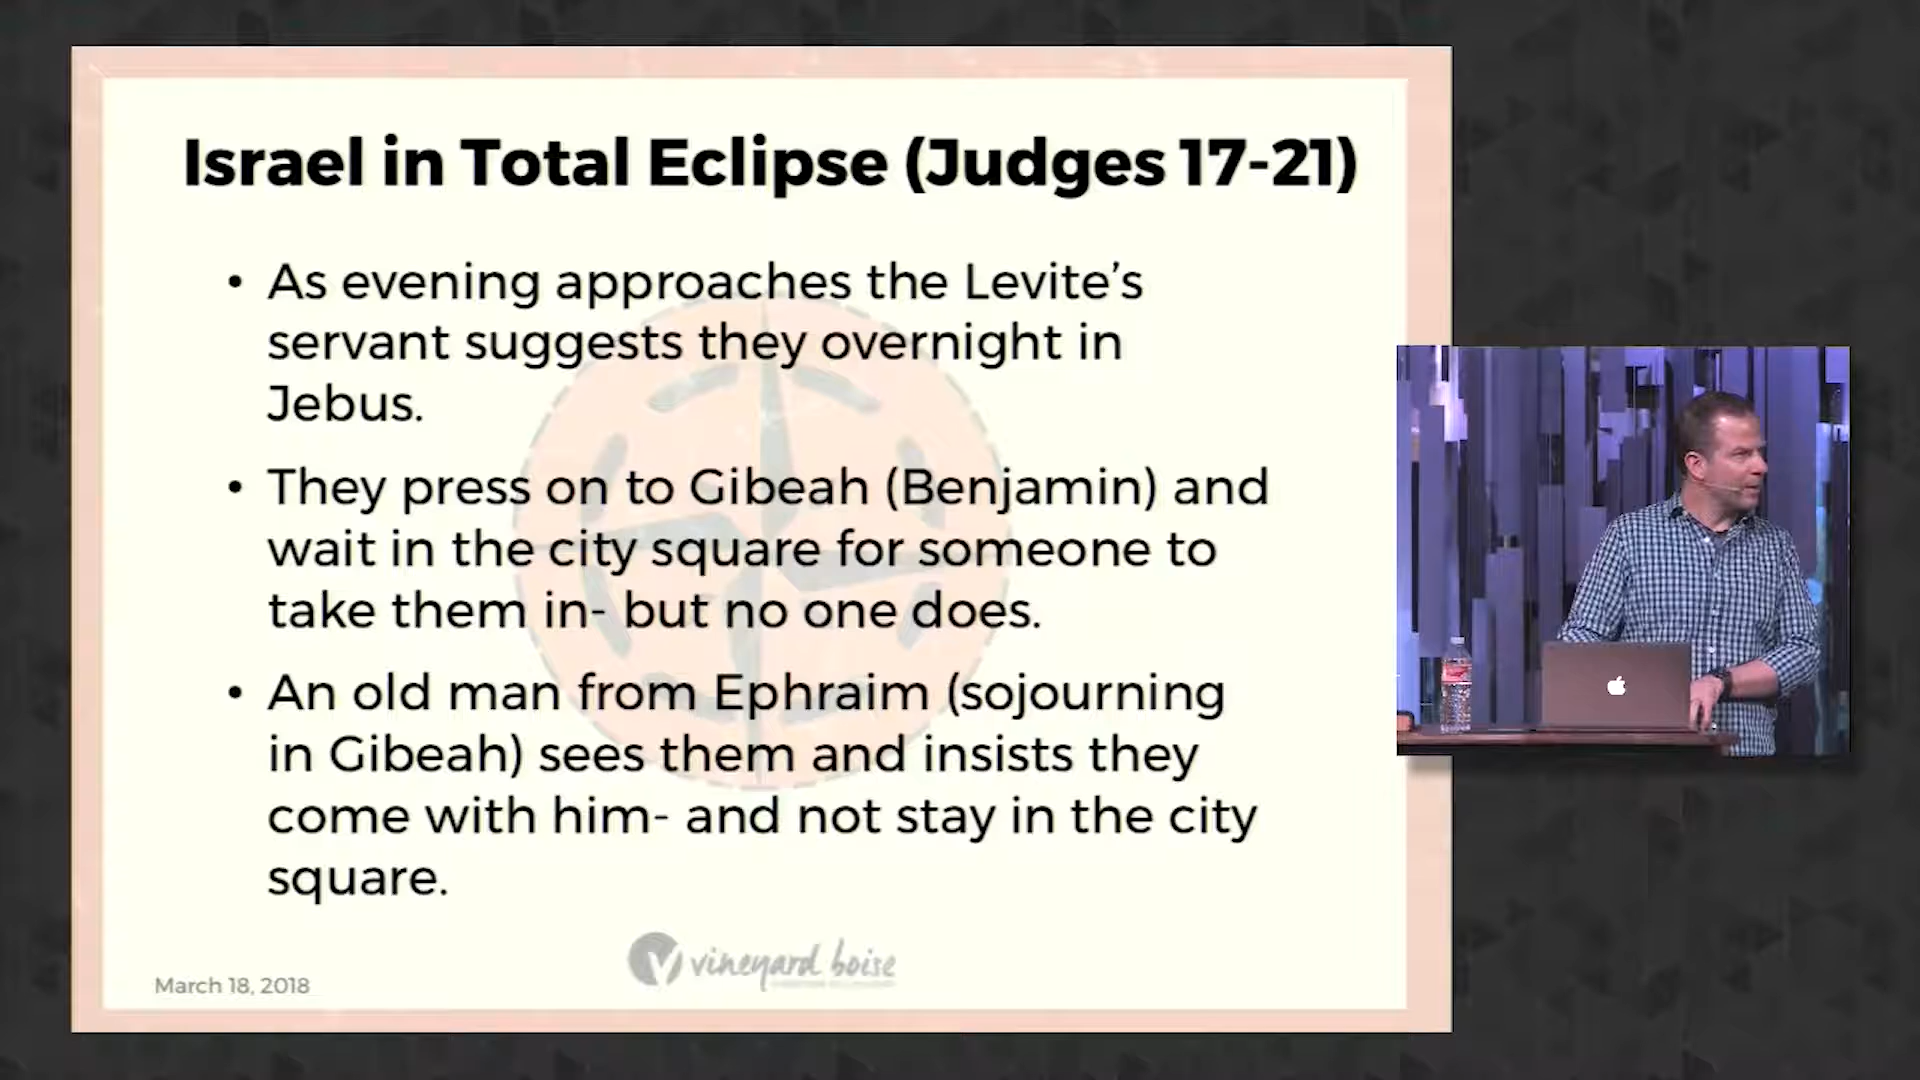 Israel in Total Eclipse (Judges 17-21)
• As evening approaches the Levite’s
servant suggests they overnight in
Jebus.
• They press on to Gibeah (Benjamin) and
wait in the city square for someone to
take them in- but no one does.
• An old man from Ephraim (sojourning
in Gibeah) sees them and insists they
come with him- and not stay in the city
square.
vineyard boise
March 18, 2018